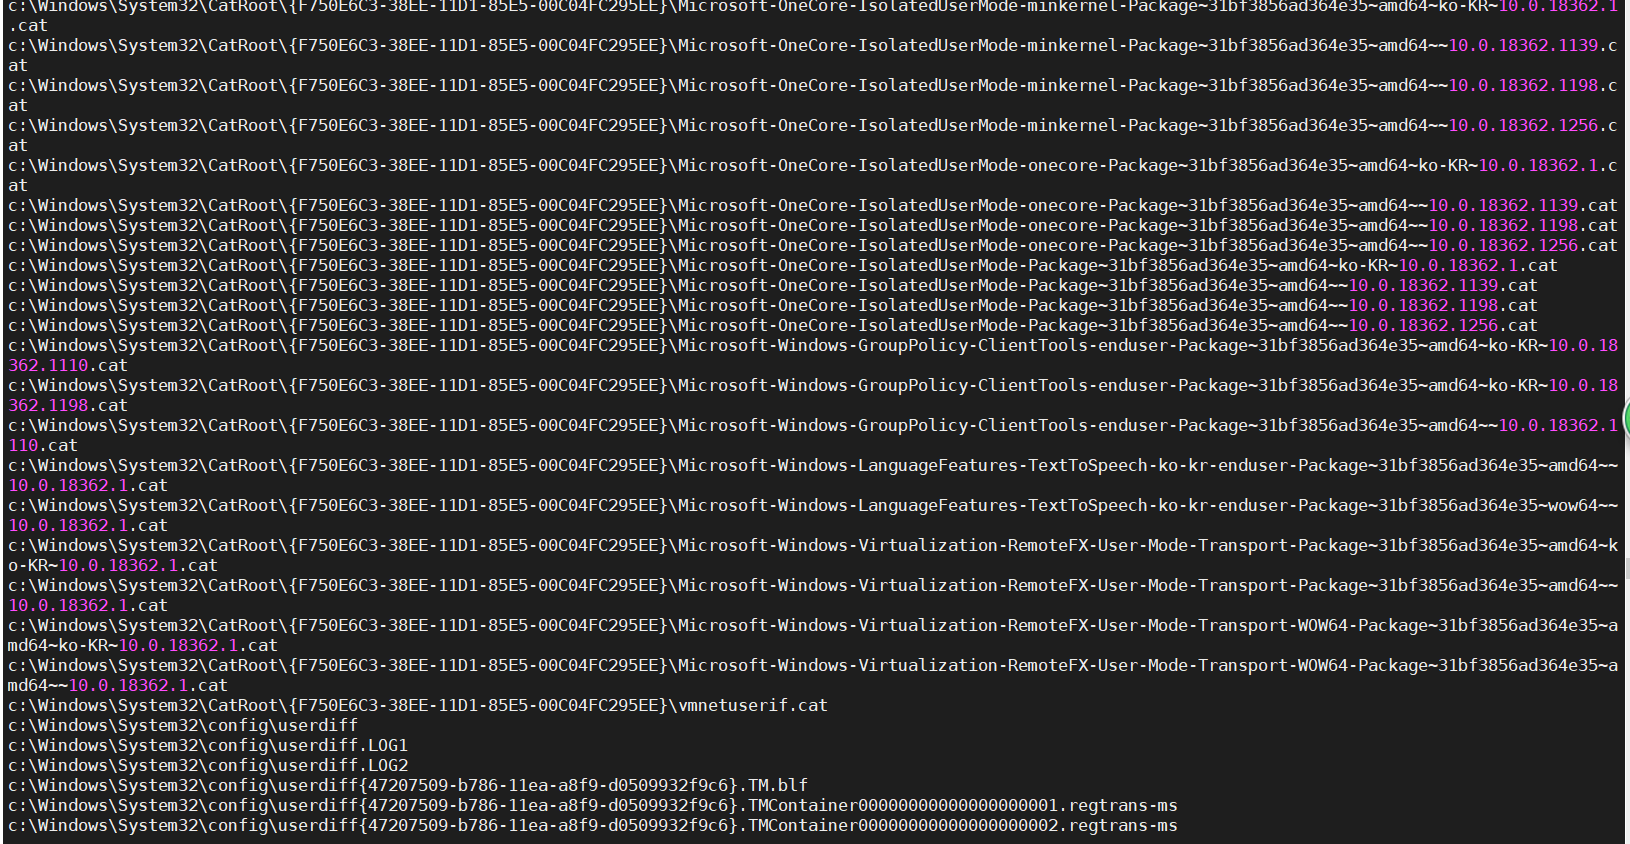 c:\Windows\System32\CatRoot\{F750E6C3-38EE-11D1-85E5-00C04FC295EE}\Microsoft-OneCore-IsolatedUserMode-minkernel-Package~31bf3856ad364e35~amd64~ko-KR~10.0.18362.1
.cat
c:\Windows\System32\CatRoot\{F750E6C3-38EE-11D1-85E5-00C04FC295EE}\Microsoft-OneCore-IsolatedUserMode-minkernel-Package~31bf3856ad364e35~amd64~~10.0.18362.1139.c
at
c:\Windows\System32\CatRoot\{F750E6C3-38EE-11D1-85E5-00C04FC295EE}\Microsoft-OneCore-IsolatedUserMode-minkernel-Package~31bf3856ad364e35~amd64~~10.0.18362.1198.c
at
c:\Windows\System32\CatRoot\{F750E6C3-38EE-11D1-85E5-00C04FC295EE}\Microsoft-OneCore-IsolatedUserMode-minkernel-Package~31bf3856ad364e35~amd64~~10.0.18362.1256.c
at
c:\Windows\System32\CatRoot\{F750E6C3-38EE-11D1-85E5-00C04FC295EE}\Microsoft-OneCore-IsolatedUserMode-onecore-Package~31bf3856ad364e35~amd64~ko-KR~10.0.18362.1.c
at
c:\Windows\System32\CatRoot\{F750E6C3-38EE-11D1-85E5-00C04FC295EE}\Microsoft-OneCore-IsolatedUserMode-onecore-Package~31bf3856ad364e35~amd64~~10.0.18362.1139.cat
c:\Windows\System32\CatRoot\{F750E6C3-38EE-11D1-85E5-00C04FC295EE}\Microsoft-OneCore-IsolatedUserMode-onecore-Package~31bf3856ad364e35~amd64~~10.0.18362.1198.cat
c:\Windows\System32\CatRoot\{F750E6C3-38EE-11D1-85E5-00C04FC295EE}\Microsoft-OneCore-IsolatedUserMode-onecore-Package~31bf3856ad364e35~amd64~~10.0.18362.1256.cat
c:\Windows\System32\CatRoot\{F750E6C3-38EE-11D1-85E5-00C04FC295EE}\Microsoft-OneCore-IsolatedUserMode-Package~31bf3856ad364e35~amd64~ko-KR~10.0.18362.1.cat
c:\Windows\System32\CatRoot\{F750E6C3-38EE-11D1-85E5-00C04FC295EE}\Microsoft-OneCore-IsolatedUserMode-Package~31bf3856ad364e35~amd64~~10.0.18362.1139.cat
c:\Windows\System32\CatRoot\{F750E6C3-38EE-11D1-85E5-00C04FC295EE}\Microsoft-OneCore-IsolatedUserMode-Package~31bf3856ad364e35~amd64~~10.0.18362.1198.cat
c:\Windows\System32\CatRoot\{F750E6C3-38EE-11D1-85E5-00C04FC295EE}\Microsoft-OneCore-IsolatedUserMode-Package~31bf3856ad364e35~amd64~~10.0.18362.1256.cat
c:\Windows\System32\CatRoot\{F750E6C3-38EE-11D1-85E5-00C04FC295EE}\Microsoft-Windows-GroupPolicy-ClientTools-enduser-Package~31bf3856ad364e35~amd64~ko-KR~10.0.18
362.1110.cat
c:\Windows\System32\CatRoot\{F750E6C3-38EE-11D1-85E5-00C04FC295EE}\Microsoft-Windows-GroupPolicy-ClientTools-enduser-Package~31bf3856ad364e35~amd64~ko-KR~10.0.18
362.1198.cat
c:\Windows\System32\CatRoot\{F750E6C3-38EE-11D1-85E5-00C04FC295EE}\Microsoft-Windows-GroupPolicy-ClientTools-enduser-Package~31bf3856ad364e35~amd64~~10.0.18362.1
110.cat
c:\Windows\System32\CatRoot\{F750E6C3-38EE-11D1-85E5-00C04FC295EE}\Microsoft-Windows-LanguageFeatures-TextToSpeech-ko-kr-enduser-Package~31bf3856ad364e35~amd64~~
10.0.18362.1.cat
c:\Windows\System32\CatRoot\{F750E6C3-38EE-11D1-85E5-00C04FC295EE}\Microsoft-Windows-LanguageFeatures-TextToSpeech-ko-kr-enduser-Package~31bf3856ad364e35~wow64~~
10.0.18362.1.cat
c:\Windows\System32\CatRoot\{F750E6C3-38EE-11D1-85E5-00C04FC295EE}\Microsoft-Windows-Virtualization-RemoteFX-User-Mode-Transport-Package~31bf3856ad364e35~amd64~k
o-KR~10.0.18362.1.cat
c:\Windows\System32\CatRoot\{F750E6C3-38EE-11D1-85E5-00C04FC295EE}\Microsoft-Windows-Virtualization-RemoteFX-User-Mode-Transport-Package~31bf3856ad364e35~amd64~~
10.0.18362.1.cat
c:\Windows\System32\CatRoot\{F750E6C3-38EE-11D1-85E5-00C04FC295EE}\Microsoft-Windows-Virtualization-RemoteFX-User-Mode-Transport-WOW64-Package~31bf3856ad364e35~a
md64~ko-KR~10.0.18362.1.cat
c:\Windows\System32\CatRoot\{F750E6C3-38EE-11D1-85E5-00C04FC295EE}\Microsoft-Windows-Virtualization-RemoteFX-User-Mode-Transport-WOW64-Package~31bf3856ad364e35~a
md64~~10.0.18362.1.cat
c:\Windows\System32\CatRoot\{F750E6C3-38EE-11D1-85E5-00C04FC295EE}\vmnetuserif.cat
c:\Windows\System32\config\userdiff
c:\Windows\System32\config\userdiff.LOG1
c:\Windows\System32\config\userdiff.LOG2
c:\Windows\System32\config\userdiff{47207509-b786-11ea-a8f9-d0509932f9c6}.TM.blf
c:\Windows\System32\config\userdiff{47207509-b786-11ea-a8f9-d0509932f9c6}.TMContainer00000000000000000001.regtrans-ms
c:\Windows\System32\config\userdiff{47207509-b786-11ea-a8f9-d0509932f9c6}.TMContainer00000000000000000002.regtrans-ms